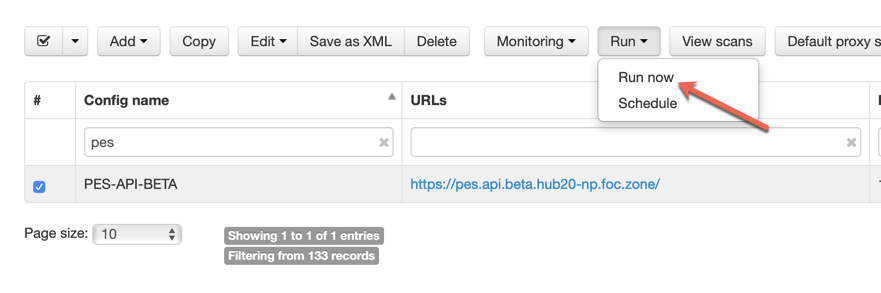 Add Copy Edit Save as XML Delete Monitoring Run View scans Default proxy s
Run now
Schedule
# Config name URLs
pes
PES-API-BETA https://pes.api.beta.hub20-np.foc.zone/
Page size: 10 Showing 1 to 1 of 1 entries
Filtering from 133 records